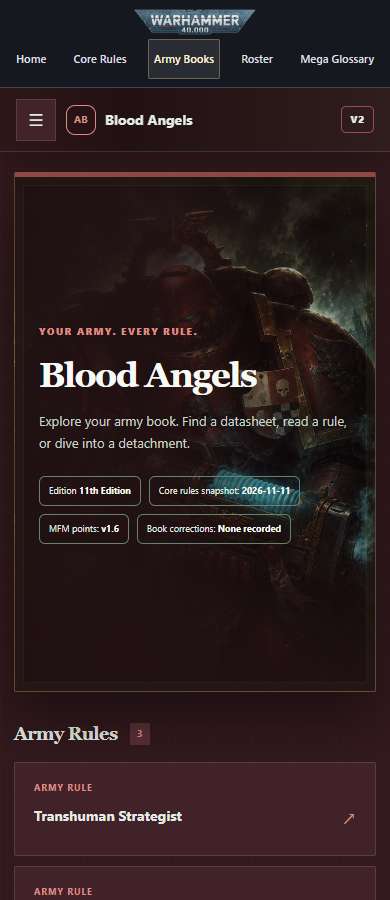 WARHAMMER
40,000
Home Core Rules Army Books Roster Mega Glossary
☰ AB Blood Angels V2
YOUR ARMY. EVERY RULE.
Blood Angels
Explore your army book. Find a datasheet, read a rule,
or dive into a detachment.
Edition 11th Edition Core rules snapshot: 2026-11-11
MFM points: v1.6 Book corrections: None recorded
Army Rules 3
ARMY RULE
Transhuman Strategist ↗
ARMY RULE